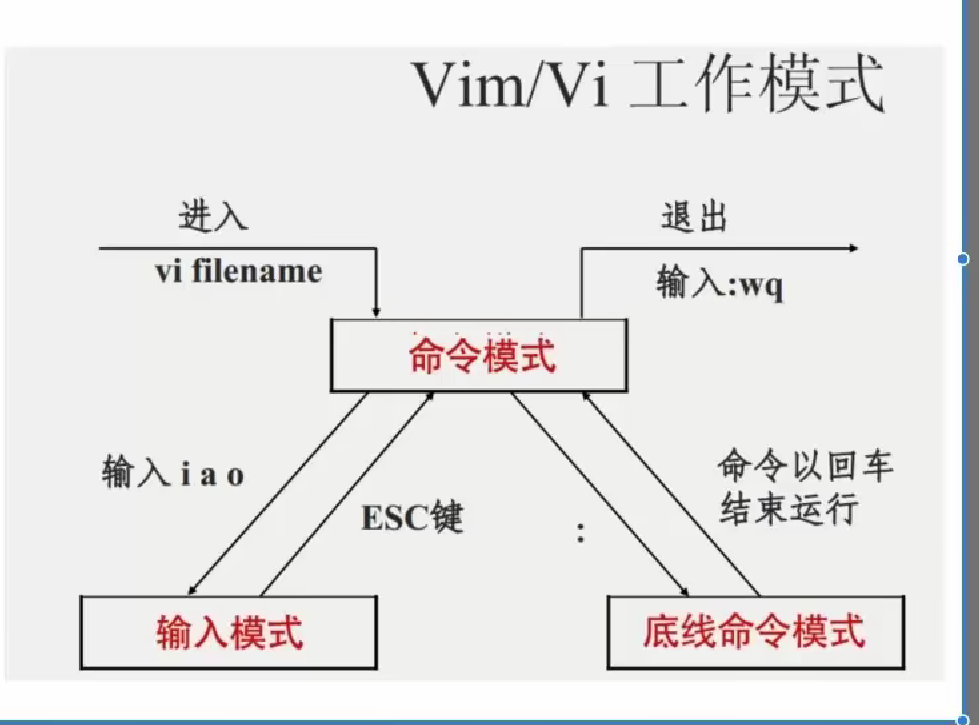 Vim/Vi 工作模式
进入
vi filename
退出
输入:wq
命令模式
输入 i a o
ESC键
:
命令以回车
结束运行
输入模式
底线命令模式